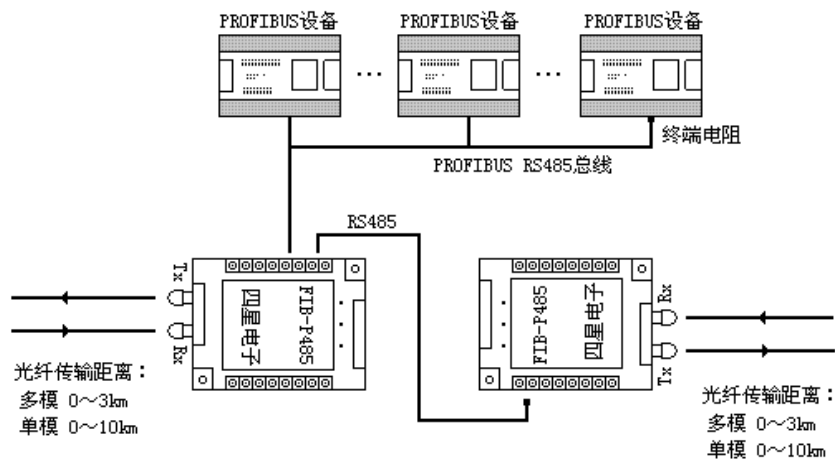 PROFIBUS设备
PROFIBUS设备
PROFIBUS设备
终端电阻
PROFIBUS RS485总线
RS485
Tx
Rx
四星电子
FIB-P485
FIB-P485
四星电子
Rx
Tx
光纤传输距离：
多模 0～3km
单模 0～10km
光纤传输距离：
多模 0～3km
单模 0～10km